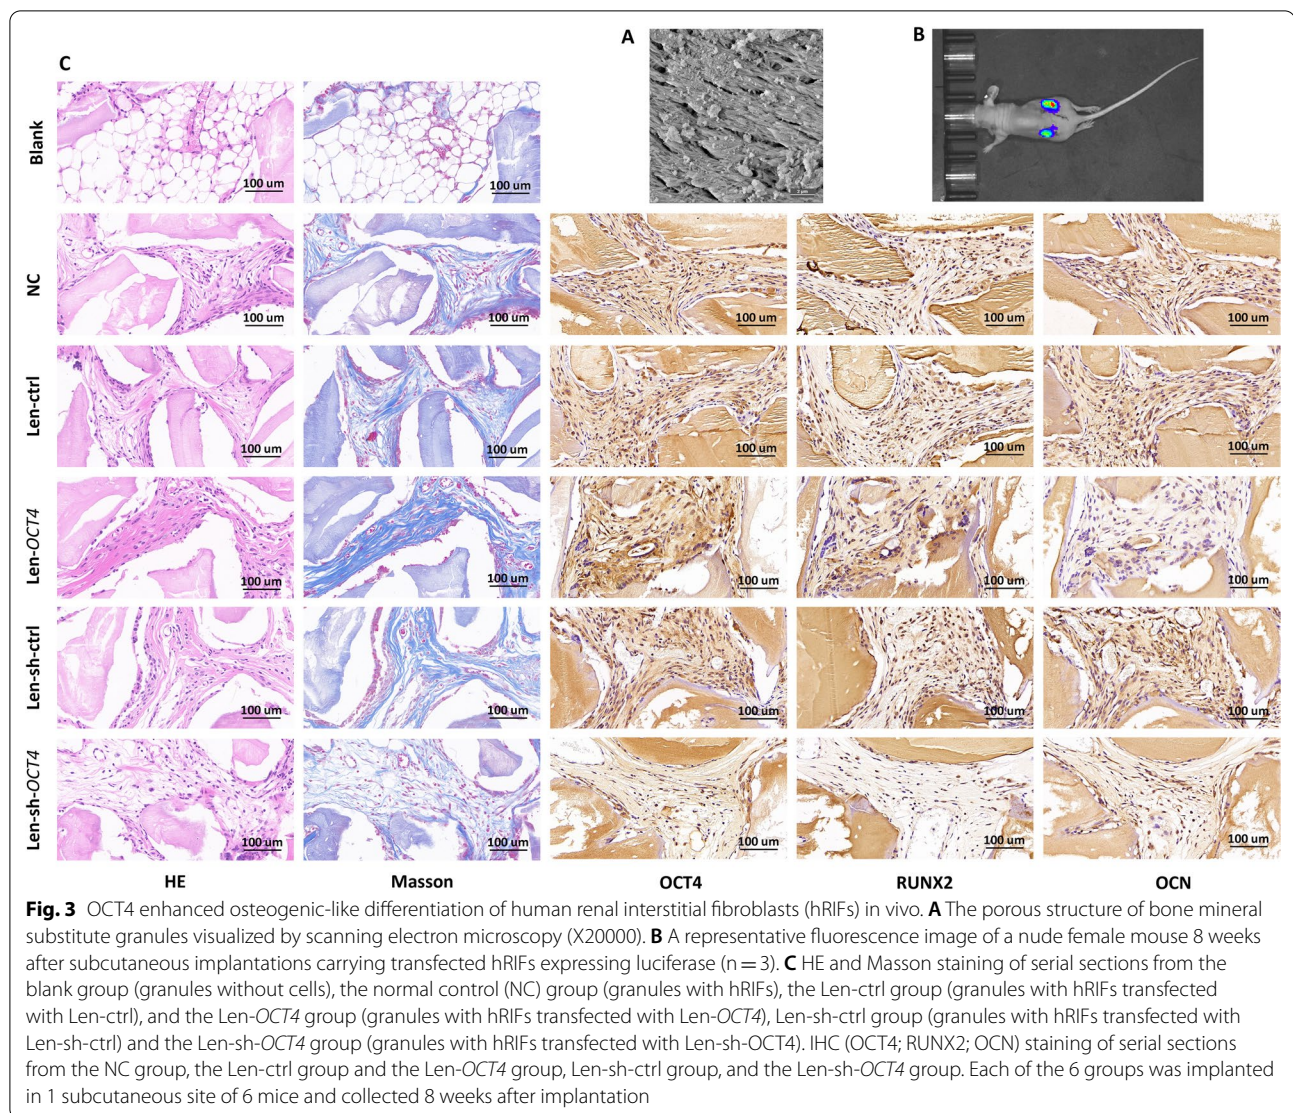 A
B
C
Blank
100 um
100 um
2 μm
NC
100 um
100 um
100 um
100 um
100 um
Len-ctrl
100 um
100 um
100 um
100 um
100 um
Len-OCT4
100 um
100 um
100 um
100 um
100 um
Len-sh-ctrl
100 um
100 um
100 um
100 um
100 um
Len-sh-OCT4
100 um
100 um
100 um
100 um
100 um
HE
Masson
OCT4
RUNX2
OCN
Fig. 3 OCT4 enhanced osteogenic-like differentiation of human renal interstitial fibroblasts (hRIFs) in vivo. A The porous structure of bone mineral
substitute granules visualized by scanning electron microscopy (X20000). B A representative fluorescence image of a nude female mouse 8 weeks
after subcutaneous implantations carrying transfected hRIFs expressing luciferase (n = 3). C HE and Masson staining of serial sections from the
blank group (granules without cells), the normal control (NC) group (granules with hRIFs), the Len-ctrl group (granules with hRIFs transfected
with Len-ctrl), and the Len-OCT4 group (granules with hRIFs transfected with Len-OCT4), Len-sh-ctrl group (granules with hRIFs transfected with
Len-sh-ctrl) and the Len-sh-OCT4 group (granules with hRIFs transfected with Len-sh-OCT4). IHC (OCT4; RUNX2; OCN) staining of serial sections
from the NC group, the Len-ctrl group and the Len-OCT4 group, Len-sh-ctrl group, and the Len-sh-OCT4 group. Each of the 6 groups was implanted
in 1 subcutaneous site of 6 mice and collected 8 weeks after implantation